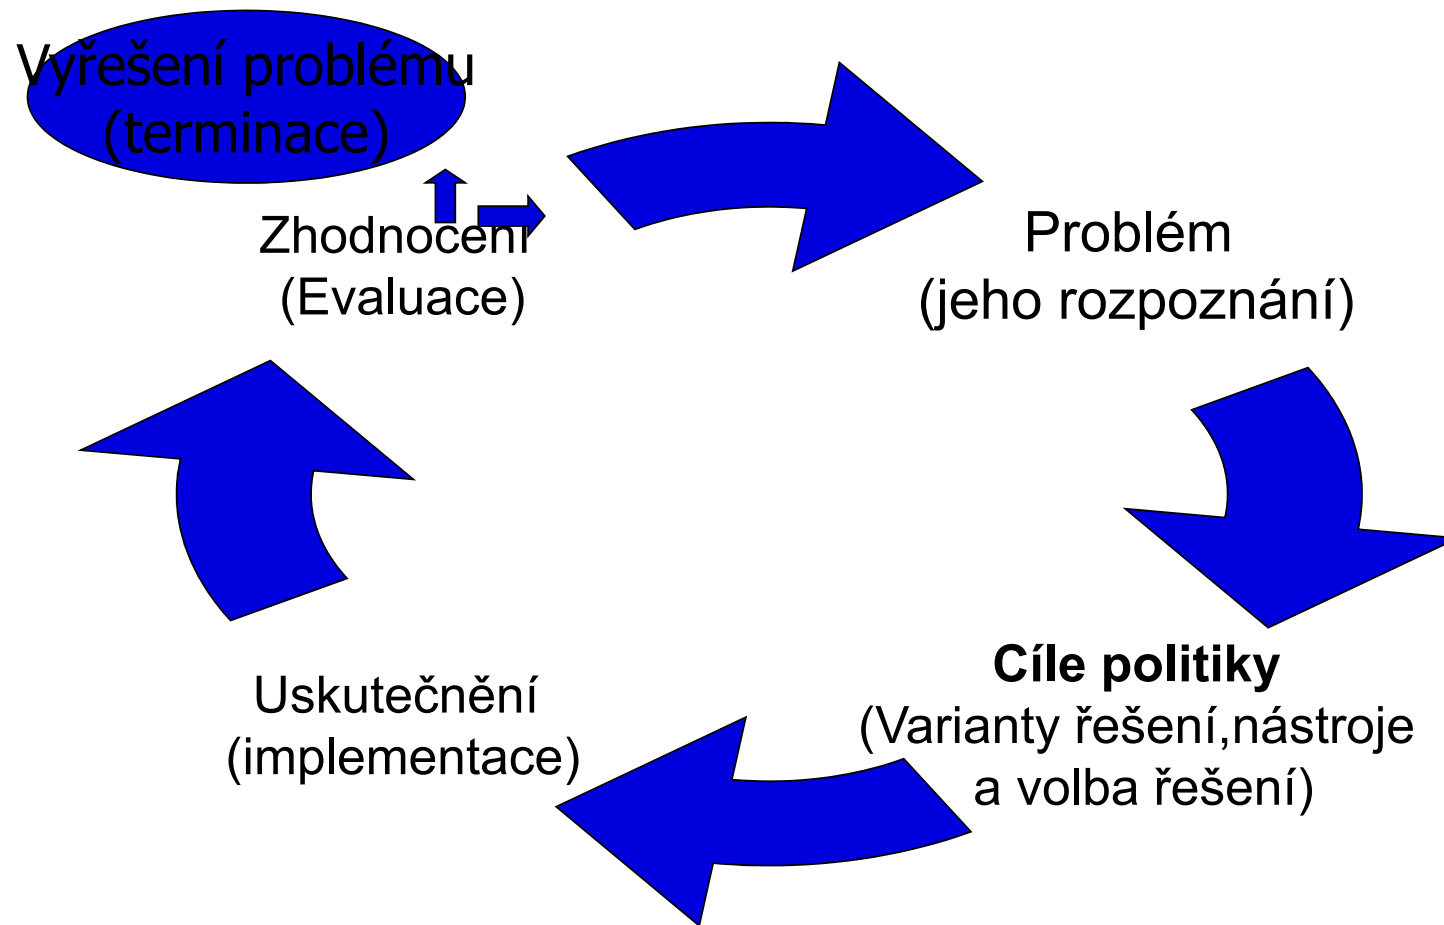 Vyřešení problému
(terminace)
Zhodnocení
(Evaluace)
Problém
(jeho rozpoznání)
Cíle politiky
(Varianty řešení,nástroje
a volba řešení)
Uskutečnění
(implementace)